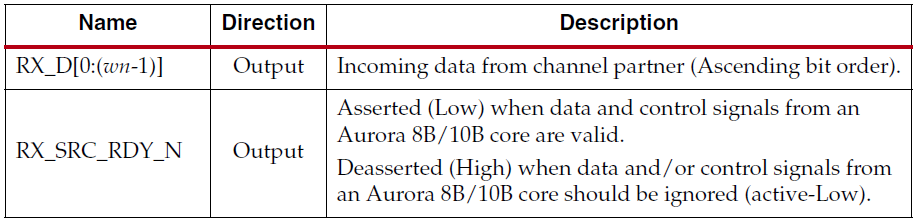 Name Direction Description
RX_D[0:(wn-1)] Output Incoming data from channel partner (Ascending bit order).
RX_SRC_RDY_N Output Asserted (Low) when data and control signals from an
Aurora 8B/10B core are valid.
Deasserted (High) when data and/or control signals from
an Aurora 8B/10B core should be ignored (active-Low).